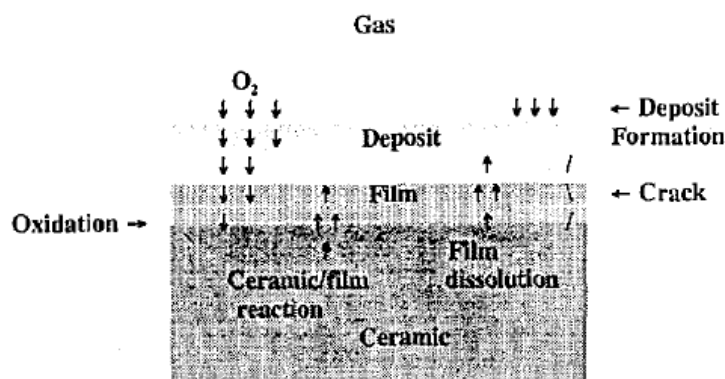 Gas
O₂
← Deposit
Deposit Formation
Film ← Crack
Oxidation →
Film
Ceramic/film dissolution
reaction
Ceramic